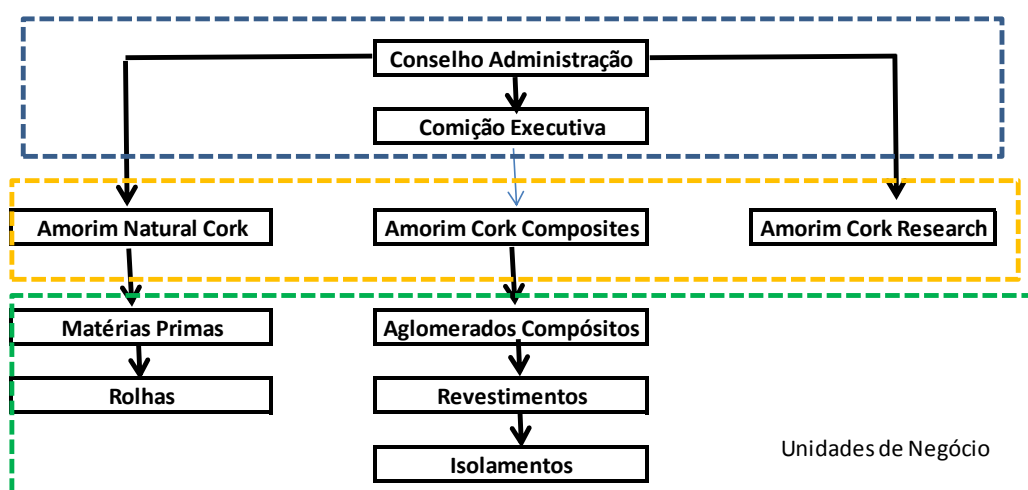 Conselho Administração
Comição Executiva
Amorim Natural Cork
Amorim Cork Composites
Amorim Cork Research
Matérias Primas
Aglomerados Compósitos
Rolhas
Revestimentos
Unidades de Negócio
Isolamentos